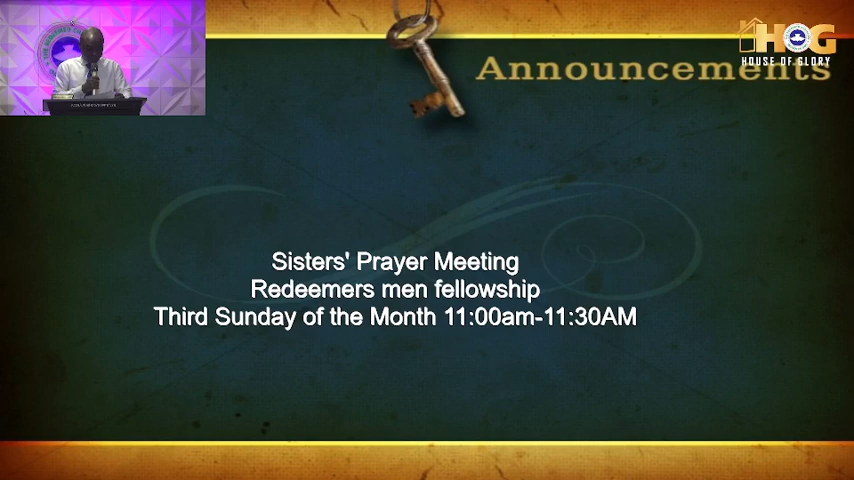 HOG
HOUSE OF GLORY
Announcements
Sisters' Prayer Meeting
Redeemers men fellowship
Third Sunday of the Month 11:00am-11:30AM